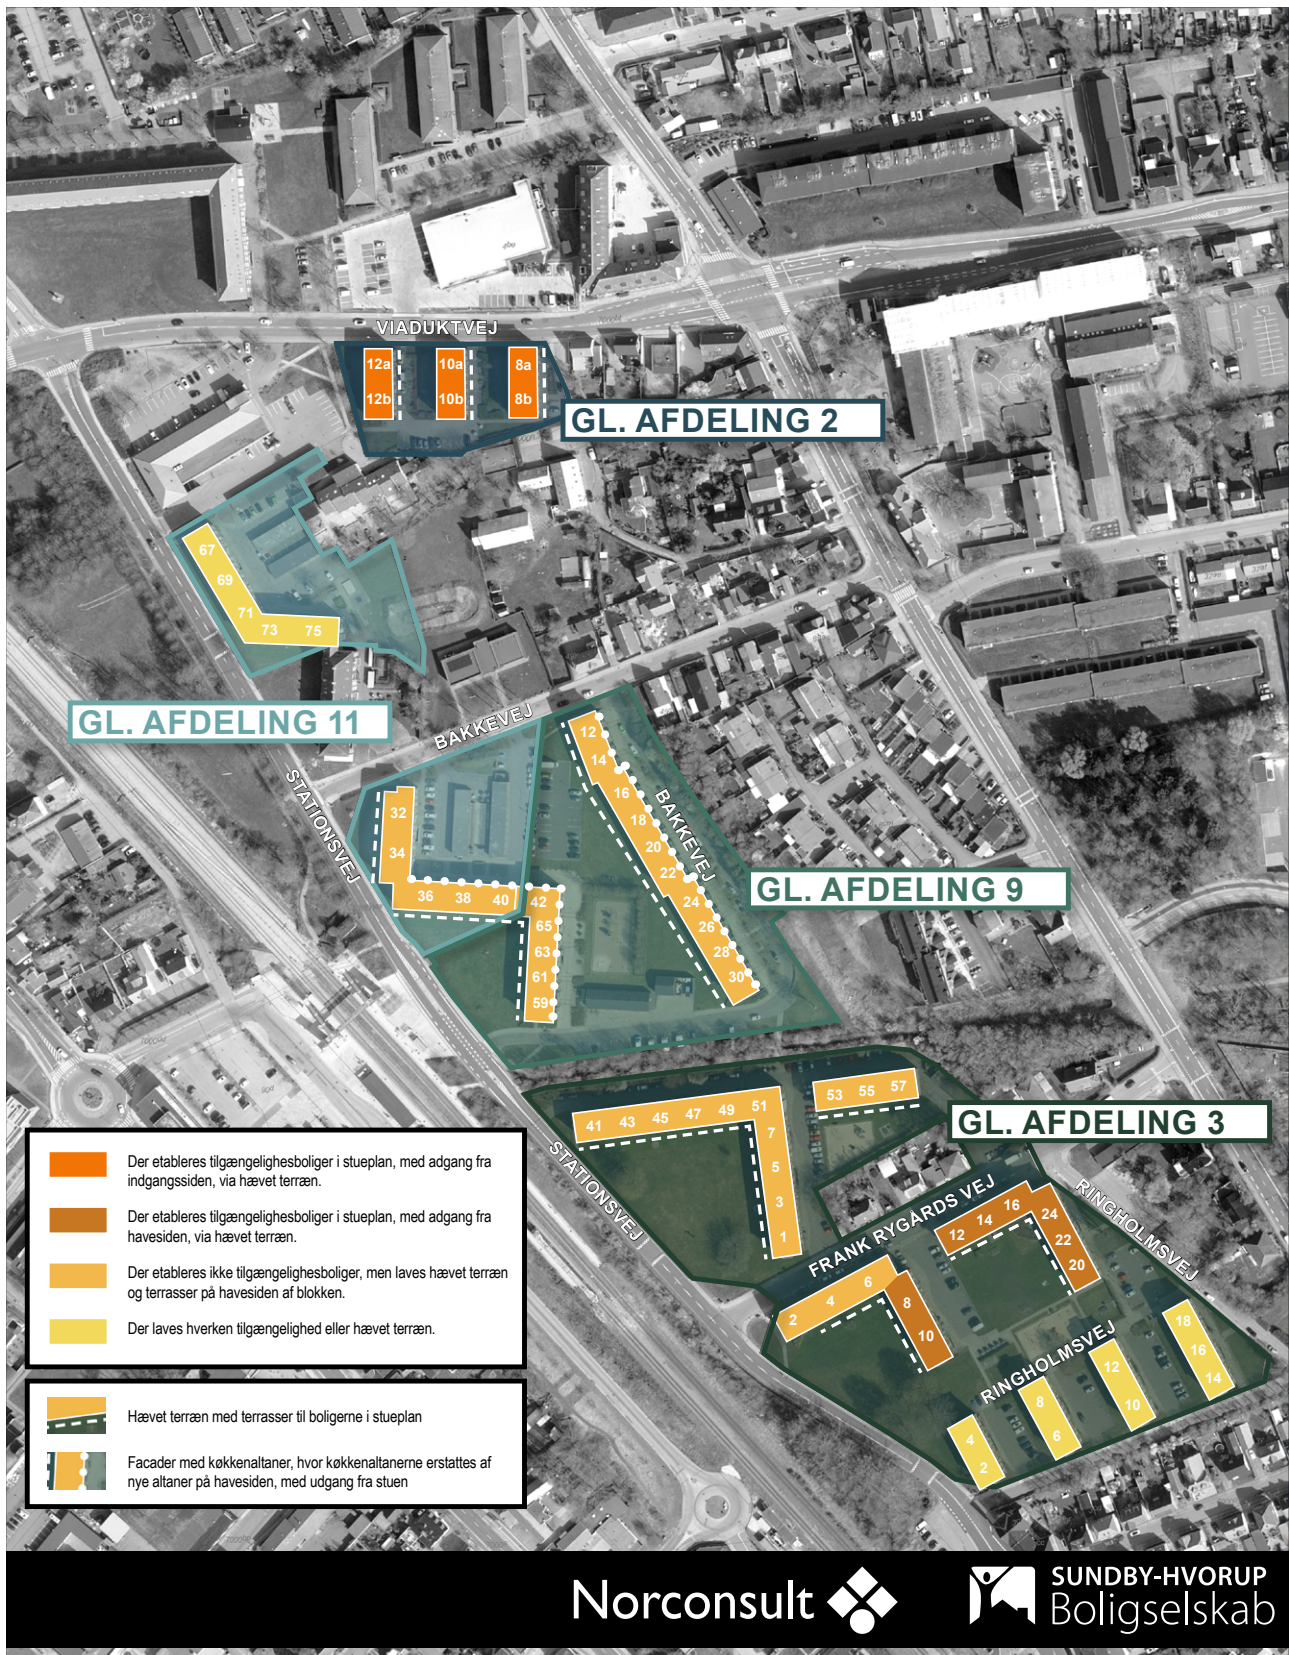 VIADUKTVEJ
12a
12b
10a
10b
8a
8b
GL. AFDELING 2
67
69
71
73
75
GL. AFDELING 11
BAKKEVEJ
STATIONSVEJ
32
34
36
38
40
42
65
63
61
59
12
14
16
18
20
22
24
26
28
30
BAKKEVEJ
GL. AFDELING 9
41
43
45
47
49
51
7
5
3
1
53
55
57
GL. AFDELING 3
STATIONSVEJ
FRANK RYGÅRDS VEJ
RINGHOLMSVEJ
12
14
16
24
22
20
2
4
6
8
10
RINGHOLMSVEJ
18
16
14
12
10
8
6
4
2
Der etableres tilgængelighesboliger i stueplan, med adgang fra
indgangssiden, via hævet terræn.
Der etableres tilgængelighesboliger i stueplan, med adgang fra
havesiden, via hævet terræn.
Der etableres ikke tilgængelighesboliger, men laves hævet terræn
og terrasser på havesiden af blokken.
Der laves hverken tilgængelighed eller hævet terræn.
Hævet terræn med terrasser til boligerne i stueplan
Facader med køkkenaltaner, hvor køkkenaltanerne erstattes af
nye altaner på havesiden, med udgang fra stuen
Norconsult
SUNDBY-HVORUP
Boligselskab